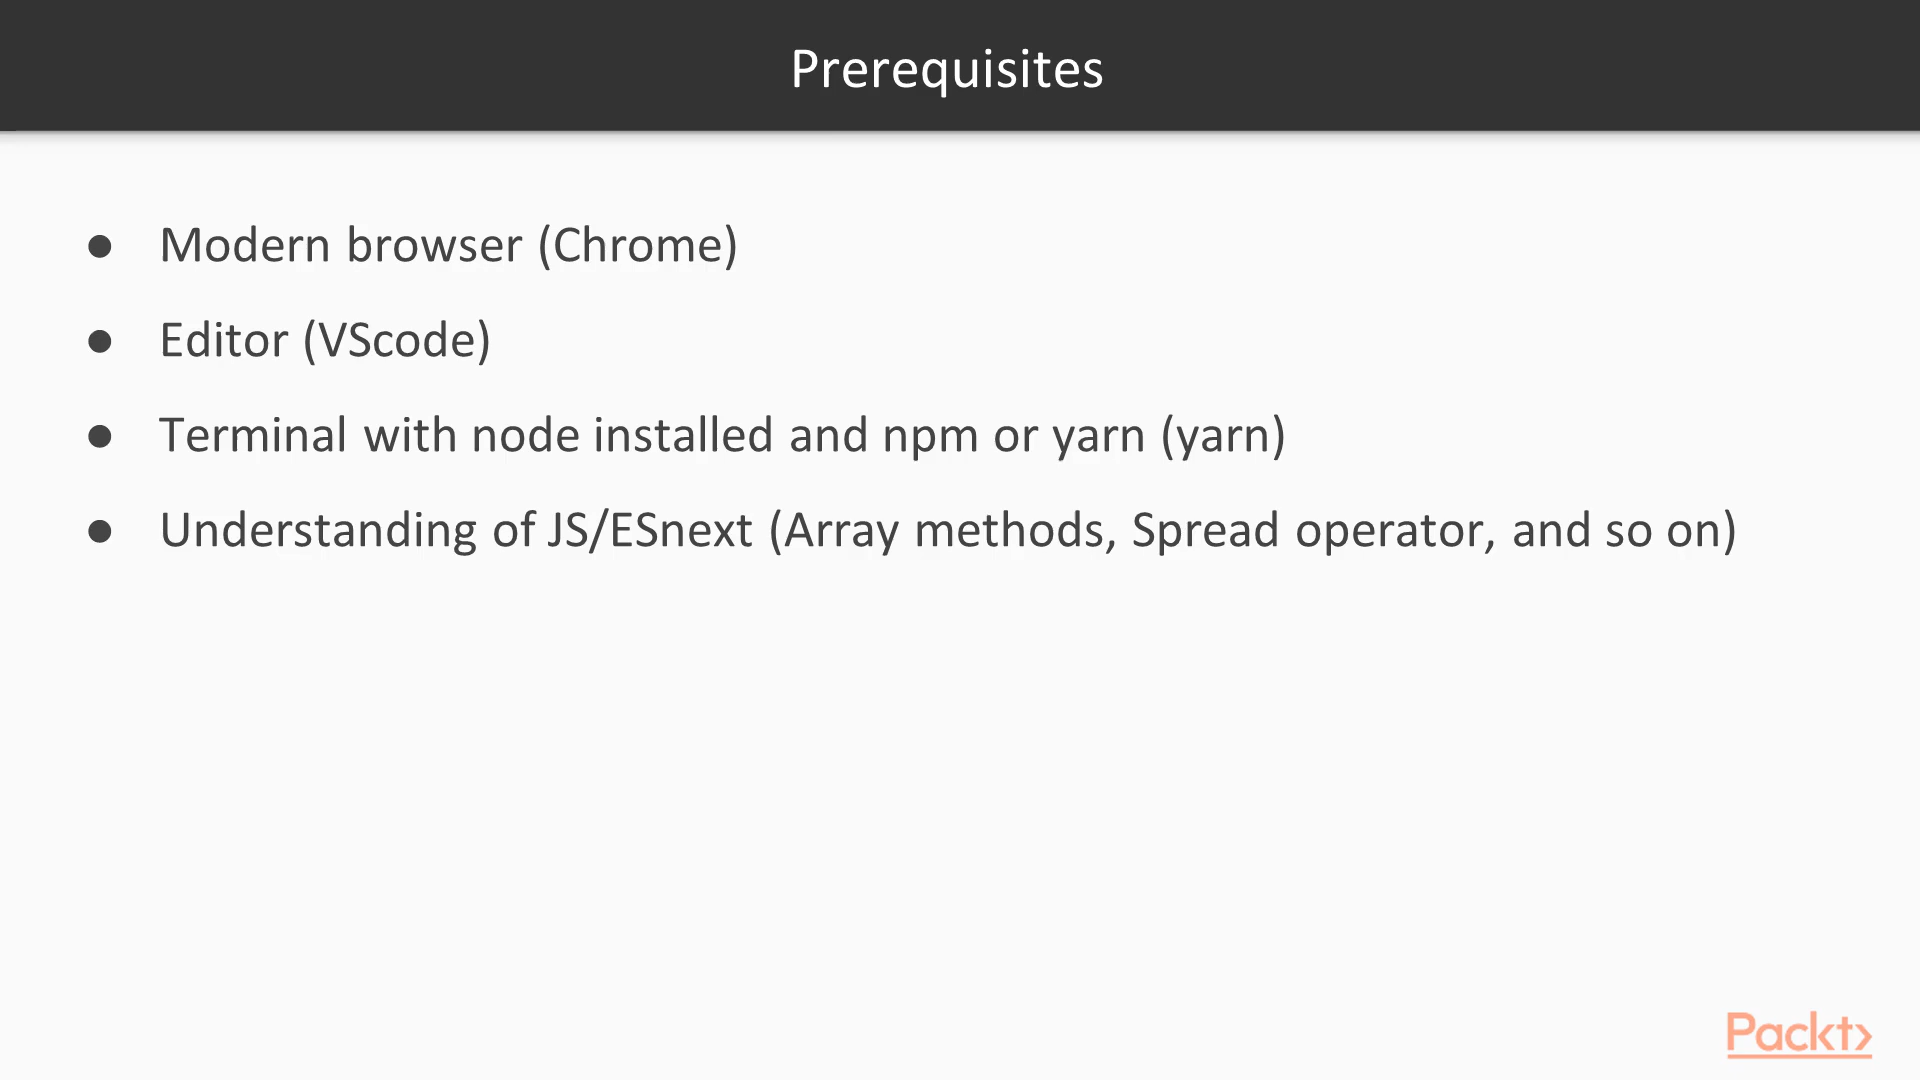 Prerequisites
● Modern browser (Chrome)
● Editor (VScode)
● Terminal with node installed and npm or yarn (yarn)
● Understanding of JS/ESnext (Array methods, Spread operator, and so on)
Packt>